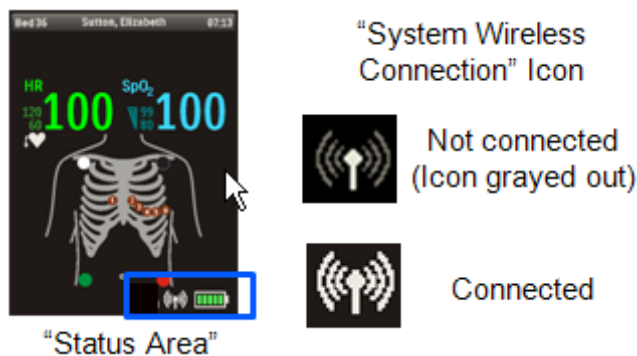 Bed 36 Sutton, Elizabeth 07:13
HR SpO₂
120
60
100
99
80
100
"Status Area"
“System Wireless
Connection” Icon
Not connected
(Icon grayed out)
Connected